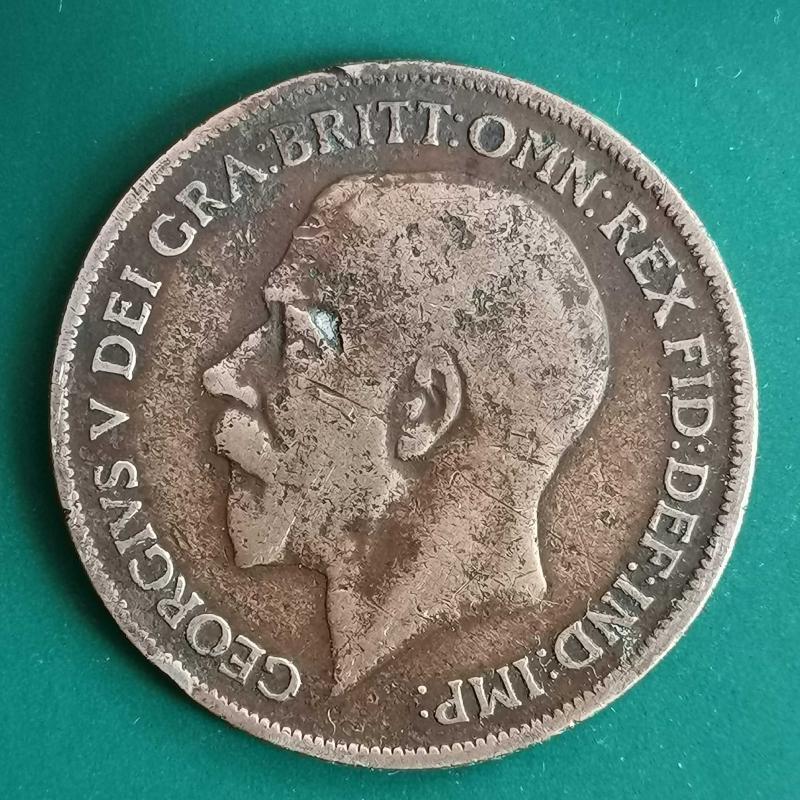 GEORGIVS V DEI GRA:BRITT:OMN:REX FID:DEF:IND:IMP: